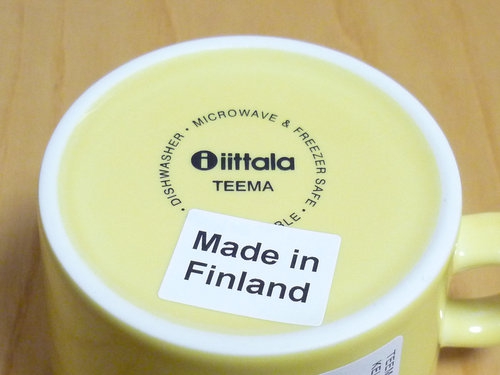 • DISHWASHER • MICROWAVE & FREEZER SAFE •
iittala
TEEMA
Made in
Finland